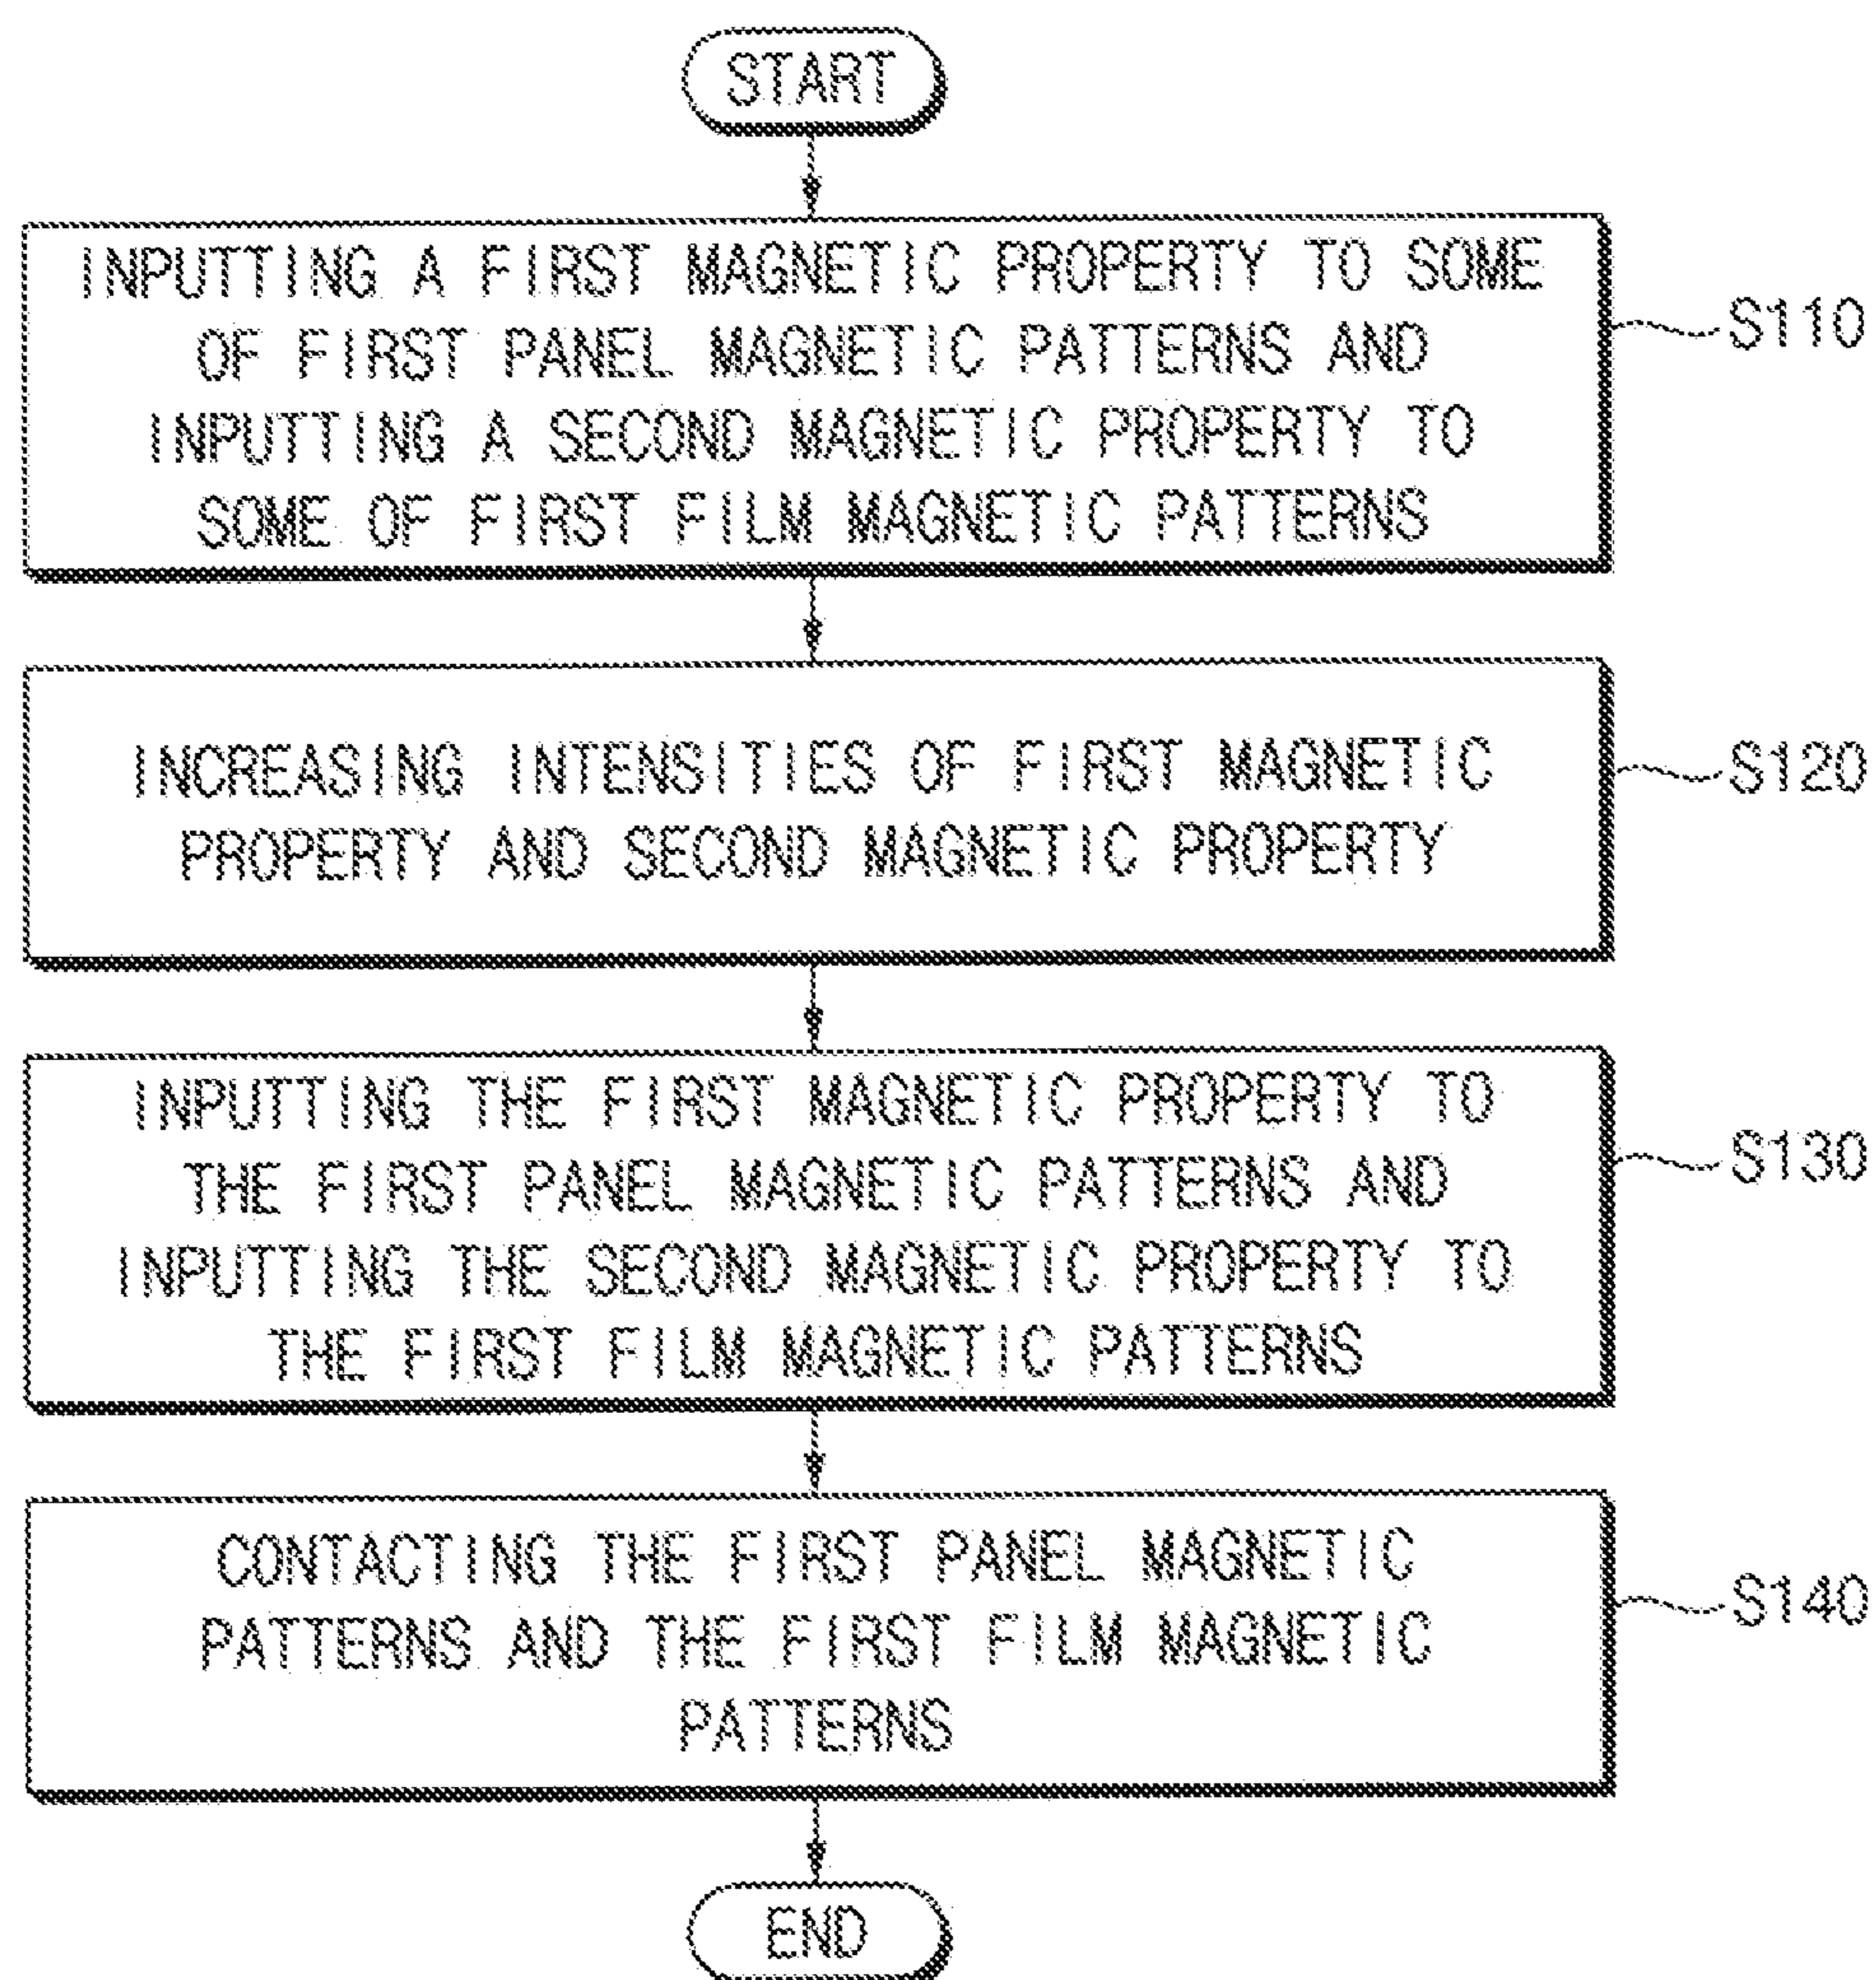 START
INPUTTING A FIRST MAGNETIC PROPERTY TO SOME
OF FIRST PANEL MAGNETIC PATTERNS AND
INPUTTING A SECOND MAGNETIC PROPERTY TO
SOME OF FIRST FILM MAGNETIC PATTERNS
S110
INCREASING INTENSITIES OF FIRST MAGNETIC
PROPERTY AND SECOND MAGNETIC PROPERTY
S120
INPUTTING THE FIRST MAGNETIC PROPERTY TO
THE FIRST PANEL MAGNETIC PATTERNS AND
INPUTTING THE SECOND MAGNETIC PROPERTY TO
THE FIRST FILM MAGNETIC PATTERNS
S130
CONTACTING THE FIRST PANEL MAGNETIC
PATTERNS AND THE FIRST FILM MAGNETIC
PATTERNS
S140
END